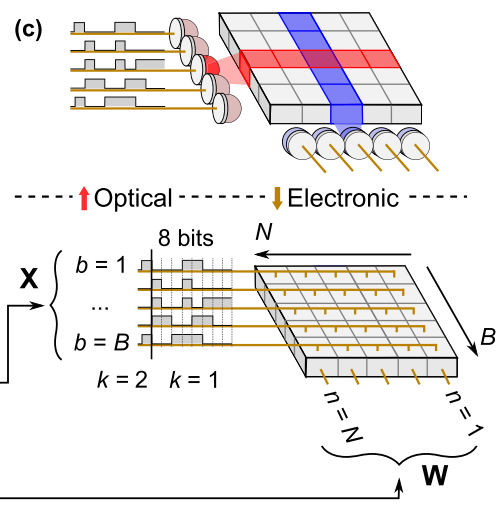 (c)
Optical
Electronic
8 bits
N
X
b = 1
...
b = B
B
k = 2
k = 1
n = N
n = 1
W